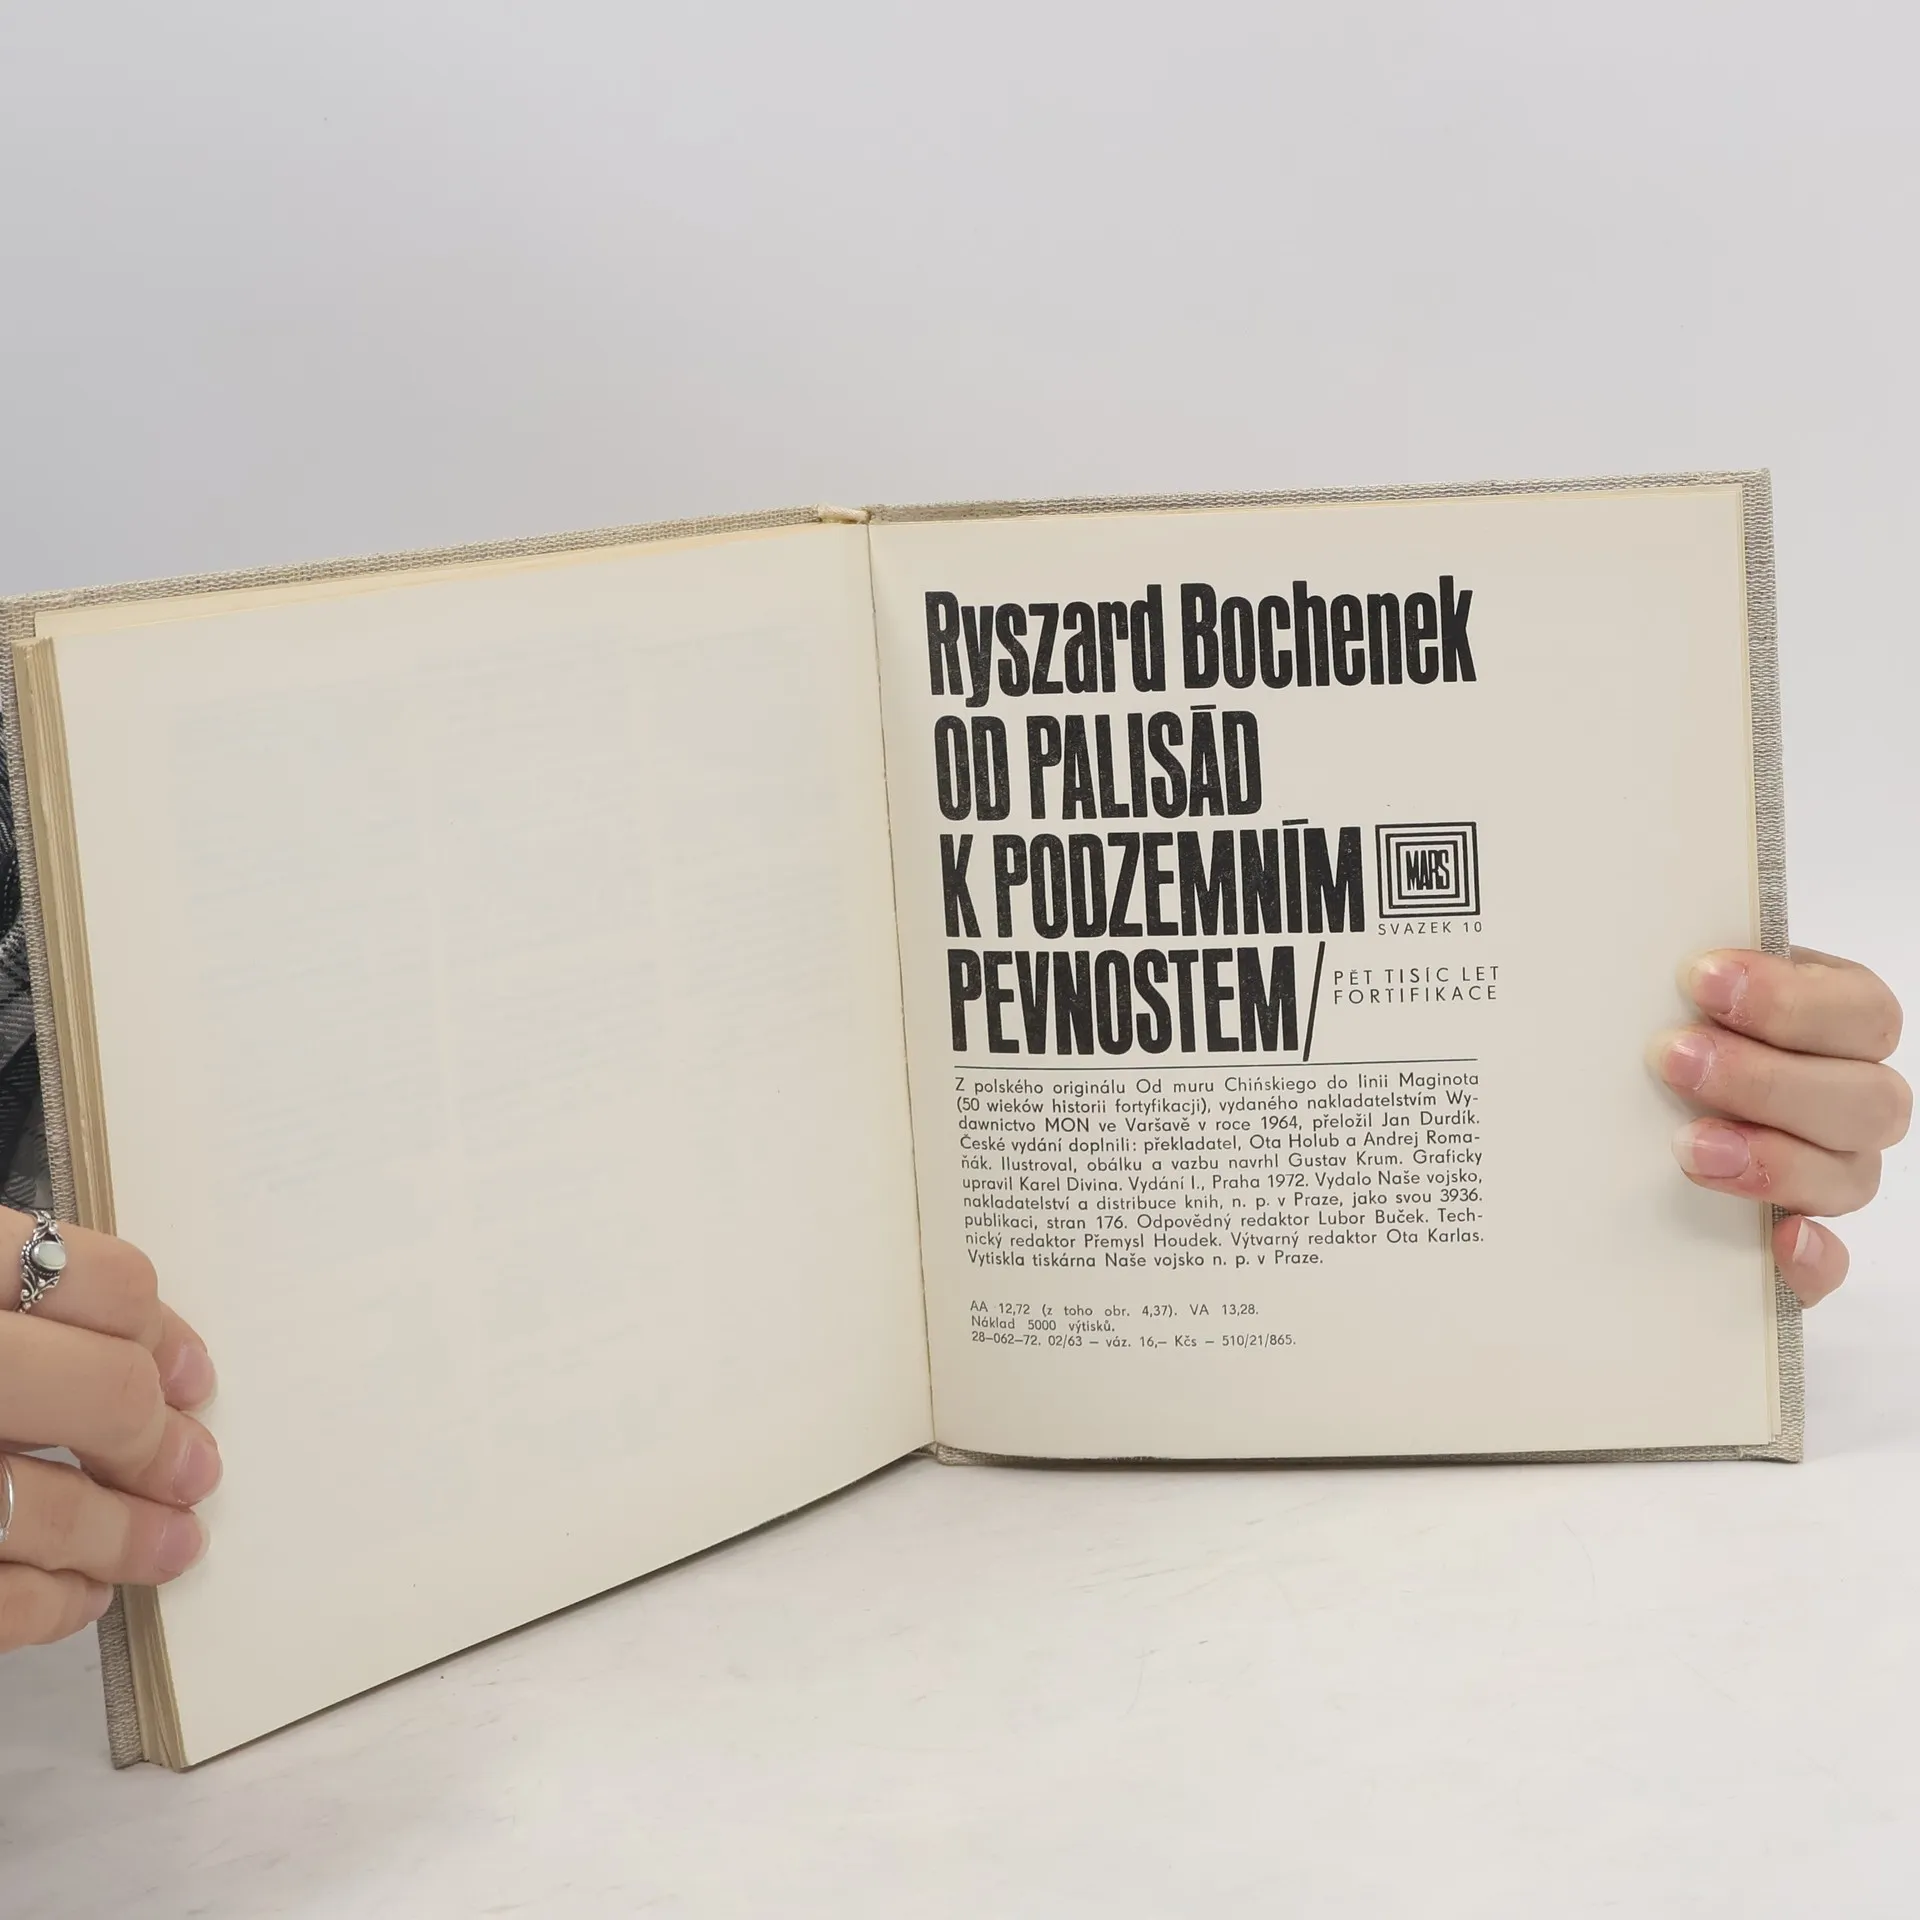 Ryszard Bochenek
OD PALISÁD
K PODZEMNÍM
MARS
SVAZEK 10
PEVNOSTEM/
PĚT TISÍC LET
FORTIFIKACE
Z polského originálu Od muru Chińskiego do linii Maginota
(50 wieków historii fortyfikacji), vydaného nakladatelstvím Wy-
dawnictvo MON ve Varšavě v roce 1964, přeložil Jan Durdík.
České vydání doplnili: překladatel, Ota Holub a Andrej Roma-
ňák. Ilustroval, obálku a vazbu navrhl Gustav Krum. Graficky
upravil Karel Divina. Vydání I., Praha 1972. Vydalo Naše vojsko,
nakladatelství a distribuce knih, n. p. v Praze, jako svou 3936.
publikaci, stran 176. Odpovědný redaktor Lubor Buček. Tech-
nický redaktor Přemysl Houdek. Výtvarný redaktor Ota Karlas.
Vytiskla tiskárna Naše vojsko n. p. v Praze.
AA 12,72 (z toho obr. 4,37). VA 13,28.
Náklad 5000 výtisků.
28–062–72. 02/63 – váz. 16,– Kčs – 510/21/865.